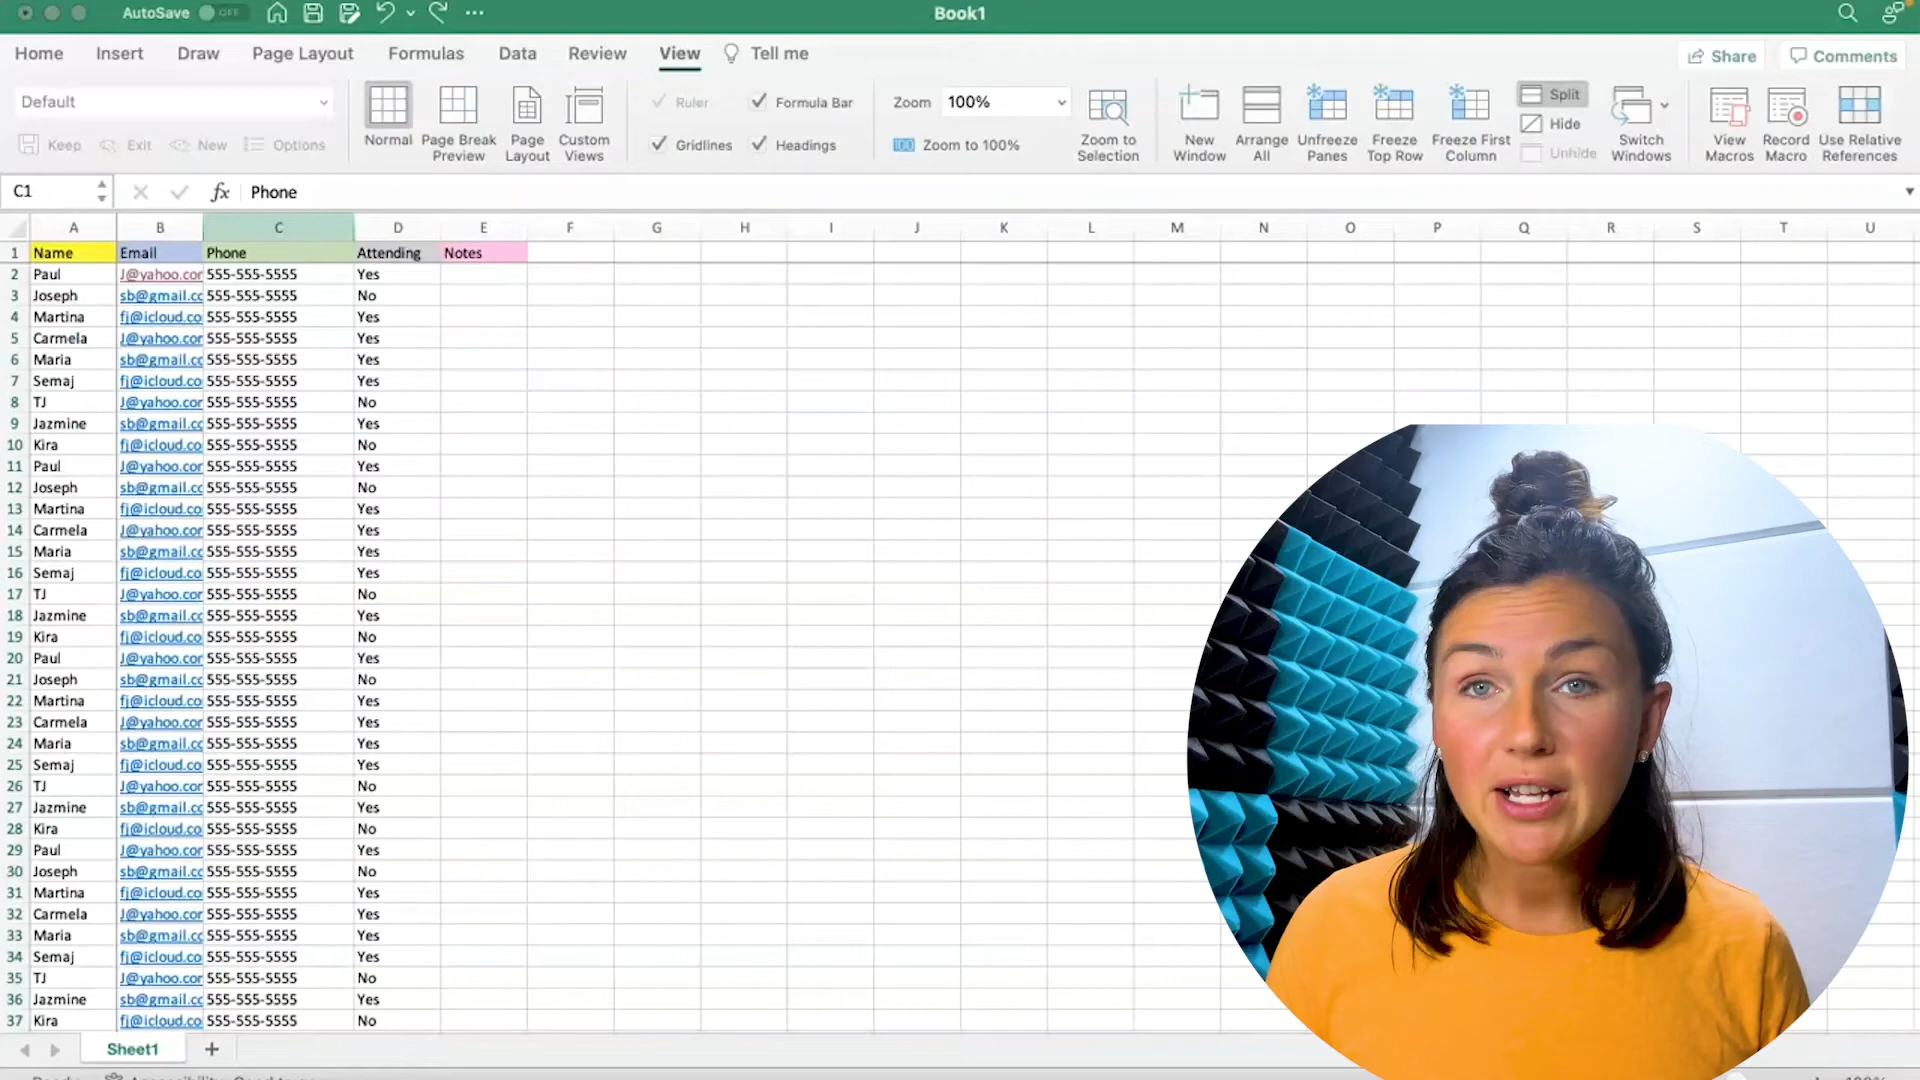 AutoSave OFF ... Book1
Home Insert Draw Page Layout Formulas Data Review View Tell me Share Comments
Default Ruler Formula Bar Zoom 100% Split
Keep Exit New Options Normal Page Break Preview Page Layout Custom Views Gridlines Headings Zoom to 100% Zoom to Selection New Window Arrange All Unfreeze Panes Freeze Top Row Freeze First Column Hide Unhide Switch Windows View Macros Record Macro Use Relative References
C1 fx Phone
A B C D E F G H I J K L M N O P Q R S T U
1 Name Email Phone Attending Notes
2 Paul J@yahoo.cor 555-555-5555 Yes
3 Joseph sb@gmail.cc 555-555-5555 No
4 Martina fj@icloud.co 555-555-5555 Yes
5 Carmela J@yahoo.cor 555-555-5555 Yes
6 Maria sb@gmail.cc 555-555-5555 Yes
7 Semaj fj@icloud.co 555-555-5555 Yes
8 TJ J@yahoo.cor 555-555-5555 No
9 Jazmine sb@gmail.cc 555-555-5555 Yes
10 Kira fj@icloud.co 555-555-5555 No
11 Paul J@yahoo.cor 555-555-5555 Yes
12 Joseph sb@gmail.cc 555-555-5555 No
13 Martina fj@icloud.co 555-555-5555 Yes
14 Carmela J@yahoo.cor 555-555-5555 Yes
15 Maria sb@gmail.cc 555-555-5555 Yes
16 Semaj fj@icloud.co 555-555-5555 Yes
17 TJ J@yahoo.cor 555-555-5555 No
18 Jazmine sb@gmail.cc 555-555-5555 Yes
19 Kira fj@icloud.co 555-555-5555 No
20 Paul J@yahoo.cor 555-555-5555 Yes
21 Joseph sb@gmail.cc 555-555-5555 No
22 Martina fj@icloud.co 555-555-5555 Yes
23 Carmela J@yahoo.cor 555-555-5555 Yes
24 Maria sb@gmail.cc 555-555-5555 Yes
25 Semaj fj@icloud.co 555-555-5555 Yes
26 TJ J@yahoo.cor 555-555-5555 No
27 Jazmine sb@gmail.cc 555-555-5555 Yes
28 Kira fj@icloud.co 555-555-5555 No
29 Paul J@yahoo.cor 555-555-5555 Yes
30 Joseph sb@gmail.cc 555-555-5555 No
31 Martina fj@icloud.co 555-555-5555 Yes
32 Carmela J@yahoo.cor 555-555-5555 Yes
33 Maria sb@gmail.cc 555-555-5555 Yes
34 Semaj fj@icloud.co 555-555-5555 Yes
35 TJ J@yahoo.cor 555-555-5555 No
36 Jazmine sb@gmail.cc 555-555-5555 Yes
37 Kira fj@icloud.co 555-555-5555 No
Sheet1 +